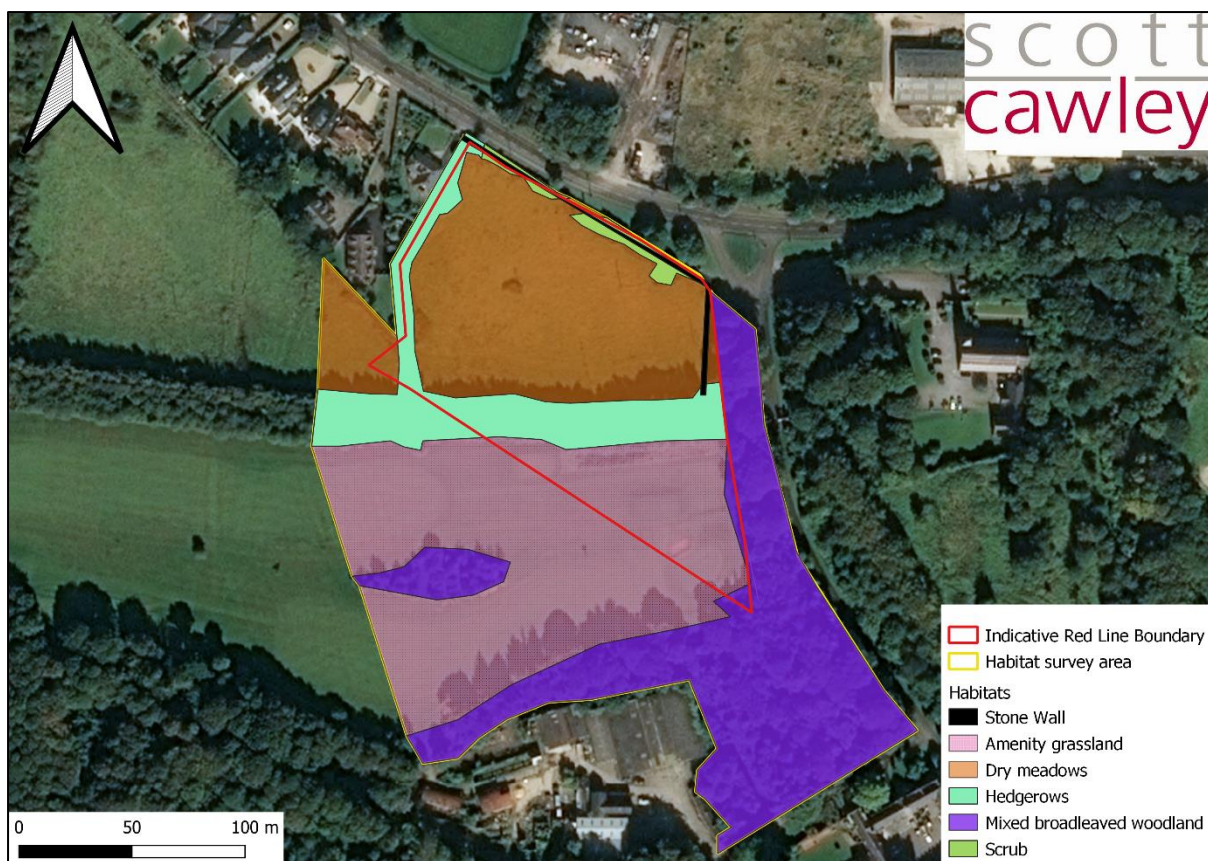 scott
cawley
Indicative Red Line Boundary
Habitat survey area
Habitats
Stone Wall
Amenity grassland
Dry meadows
Hedgerows
Mixed broadleaved woodland
Scrub
0 50 100 m